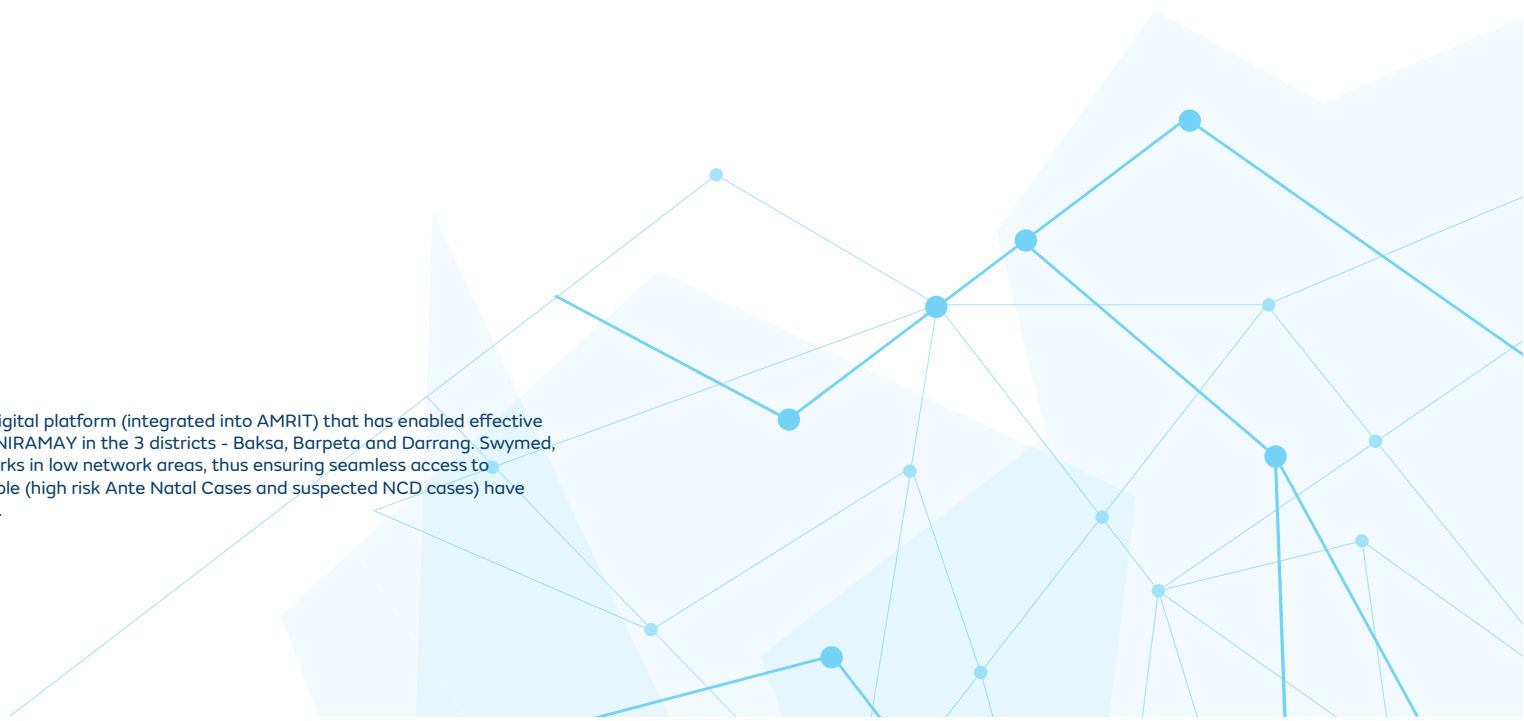 igital platform (integrated into AMRIT) that has enabled effective
NIRAMAY in the 3 districts - Baksa, Barpeta and Darrang. Swymed,
rks in low network areas, thus ensuring seamless access to
ple (high risk Ante Natal Cases and suspected NCD cases) have
.